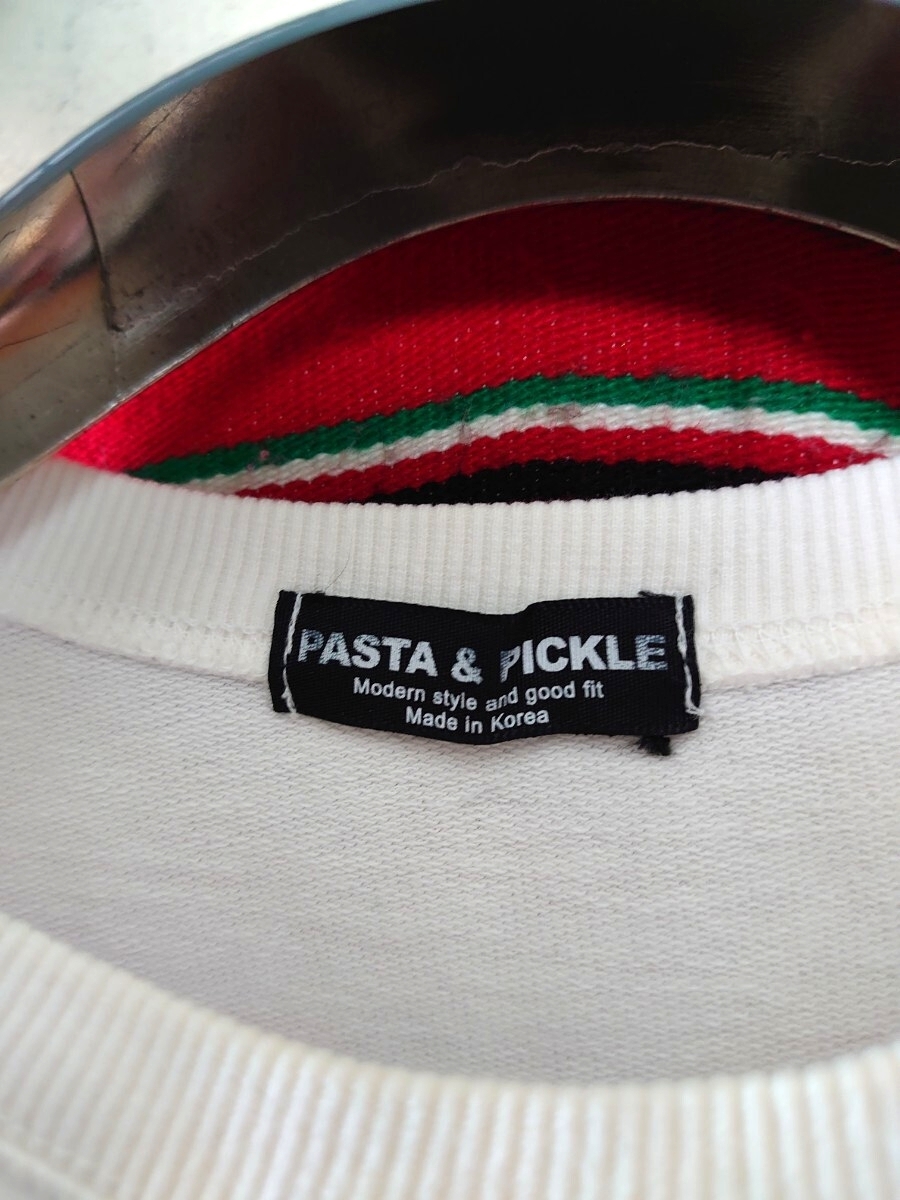 PASTA & PICKLE
Modern style and good fit
Made in Korea